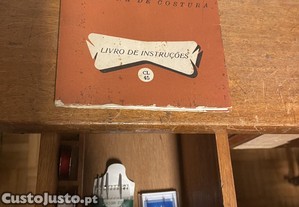 DE COSTURA
LIVRO DE INSTRUÇÕES
CL
45
CustoJusto.pt